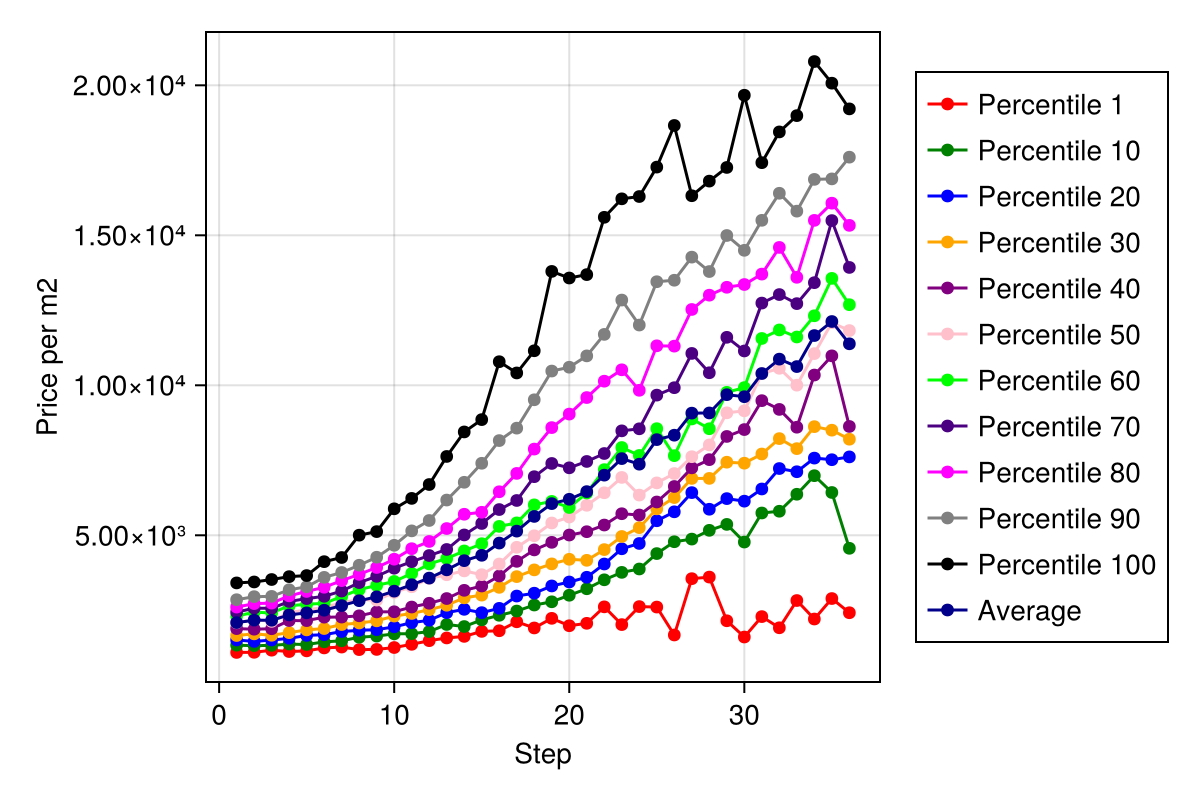 Price per m2
2.00×10⁴
1.50×10⁴
1.00×10⁴
5.00×10³
0 10 20 30
Step
Percentile 1
Percentile 10
Percentile 20
Percentile 30
Percentile 40
Percentile 50
Percentile 60
Percentile 70
Percentile 80
Percentile 90
Percentile 100
Average